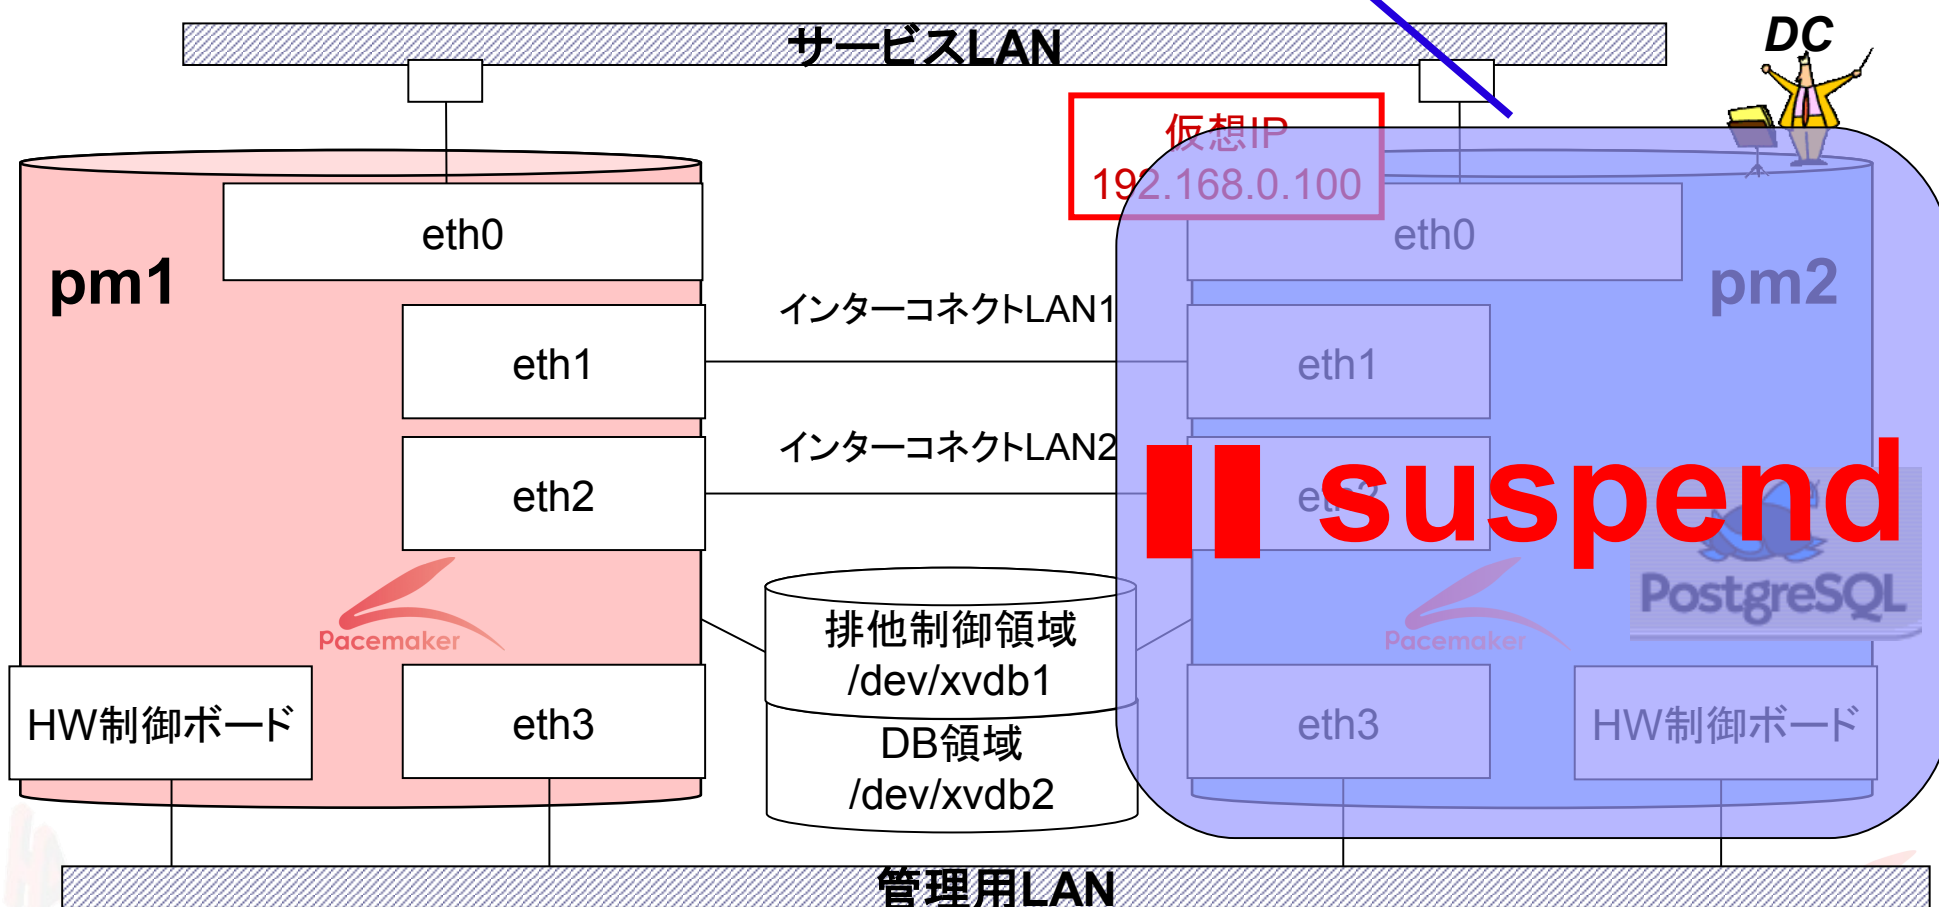 サービスLAN
DC
仮想IP
192.168.0.100
eth0
eth0
pm1
pm2
インターコネクトLAN1
eth1
eth1
インターコネクトLAN2
eth2
eth2
suspend
PostgreSQL
Pacemaker
Pacemaker
排他制御領域
/dev/xvdb1
HW制御ボード
eth3
DB領域
/dev/xvdb2
eth3
HW制御ボード
管理用LAN